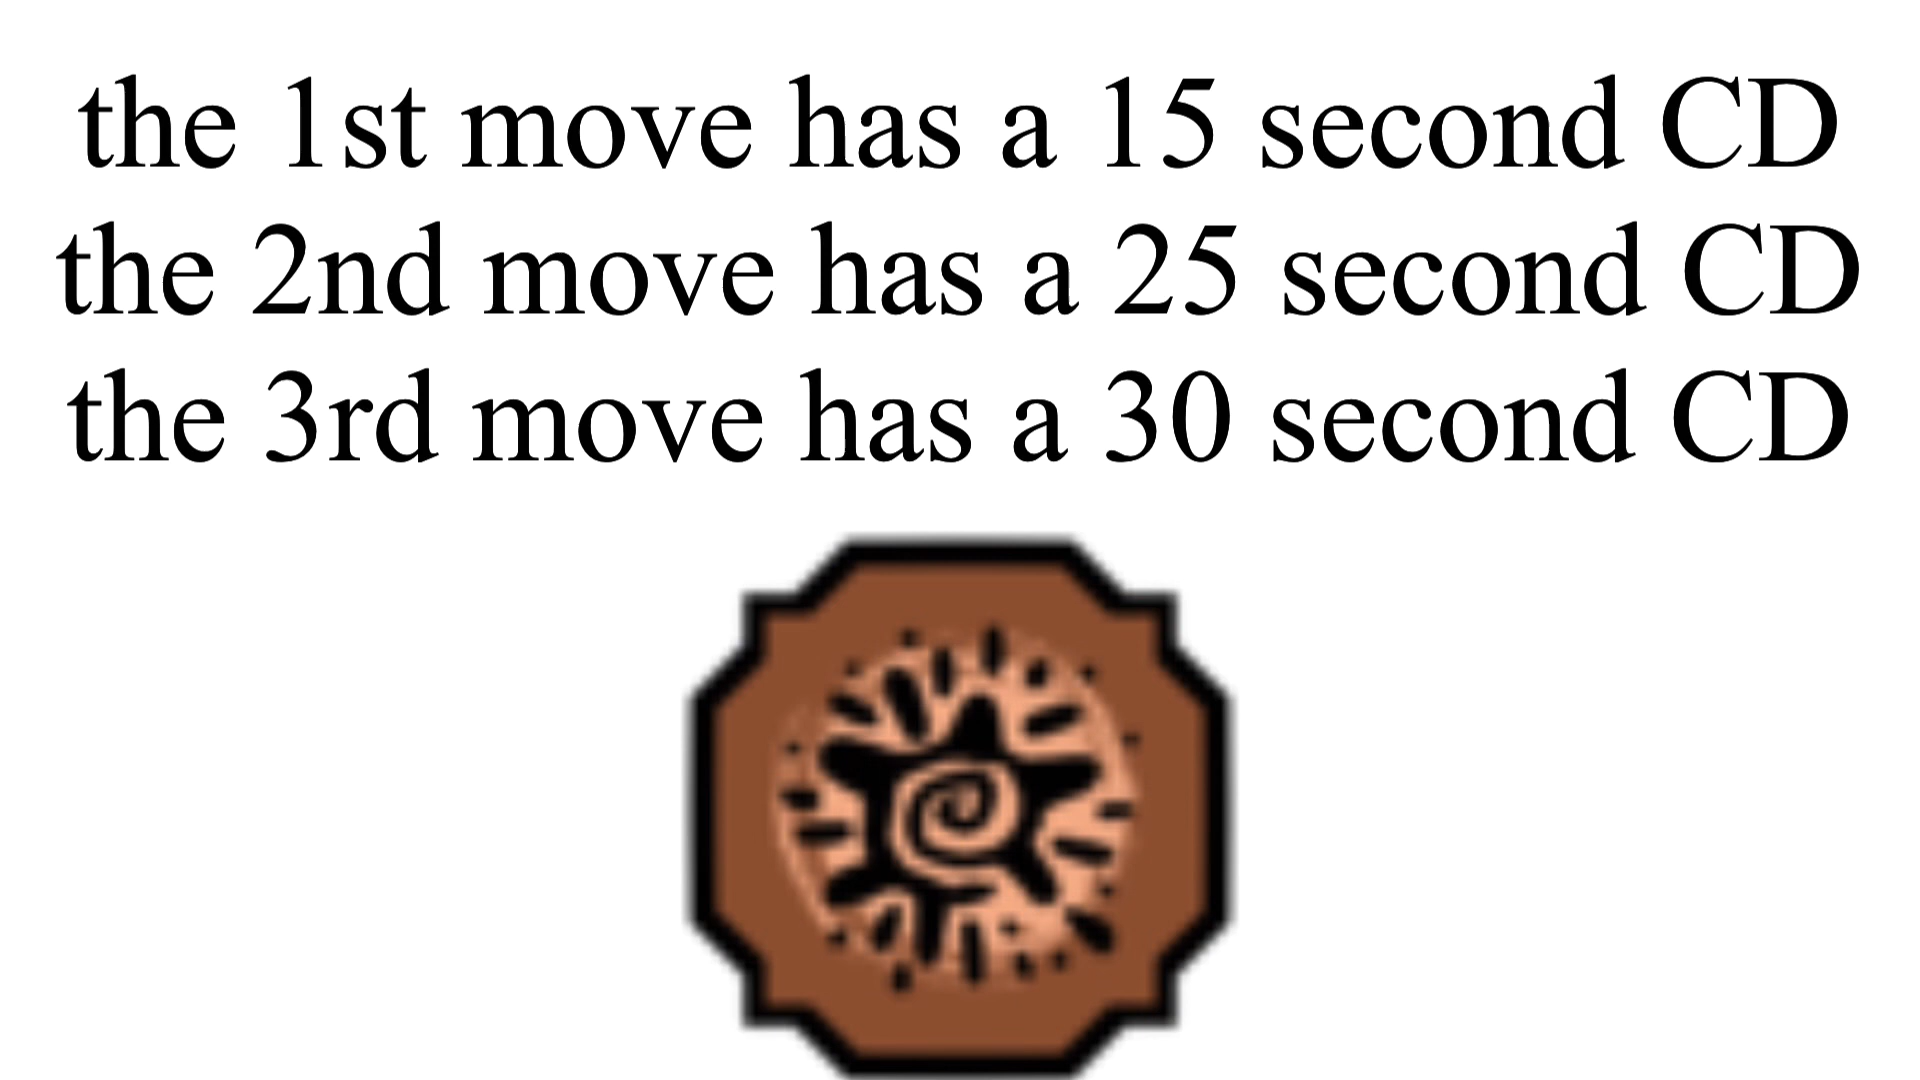 the 1st move has a 15 second CD
the 2nd move has a 25 second CD
the 3rd move has a 30 second CD